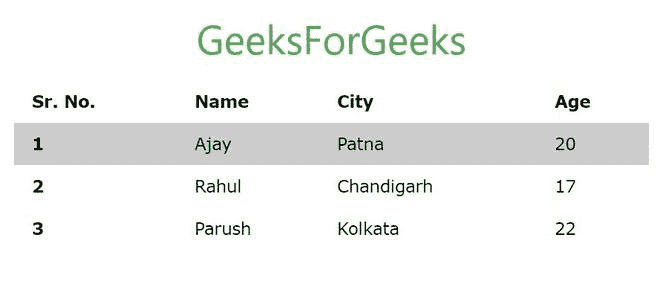 GeeksForGeeks
Sr. No. Name City Age
1 Ajay Patna 20
2 Rahul Chandigarh 17
3 Parush Kolkata 22